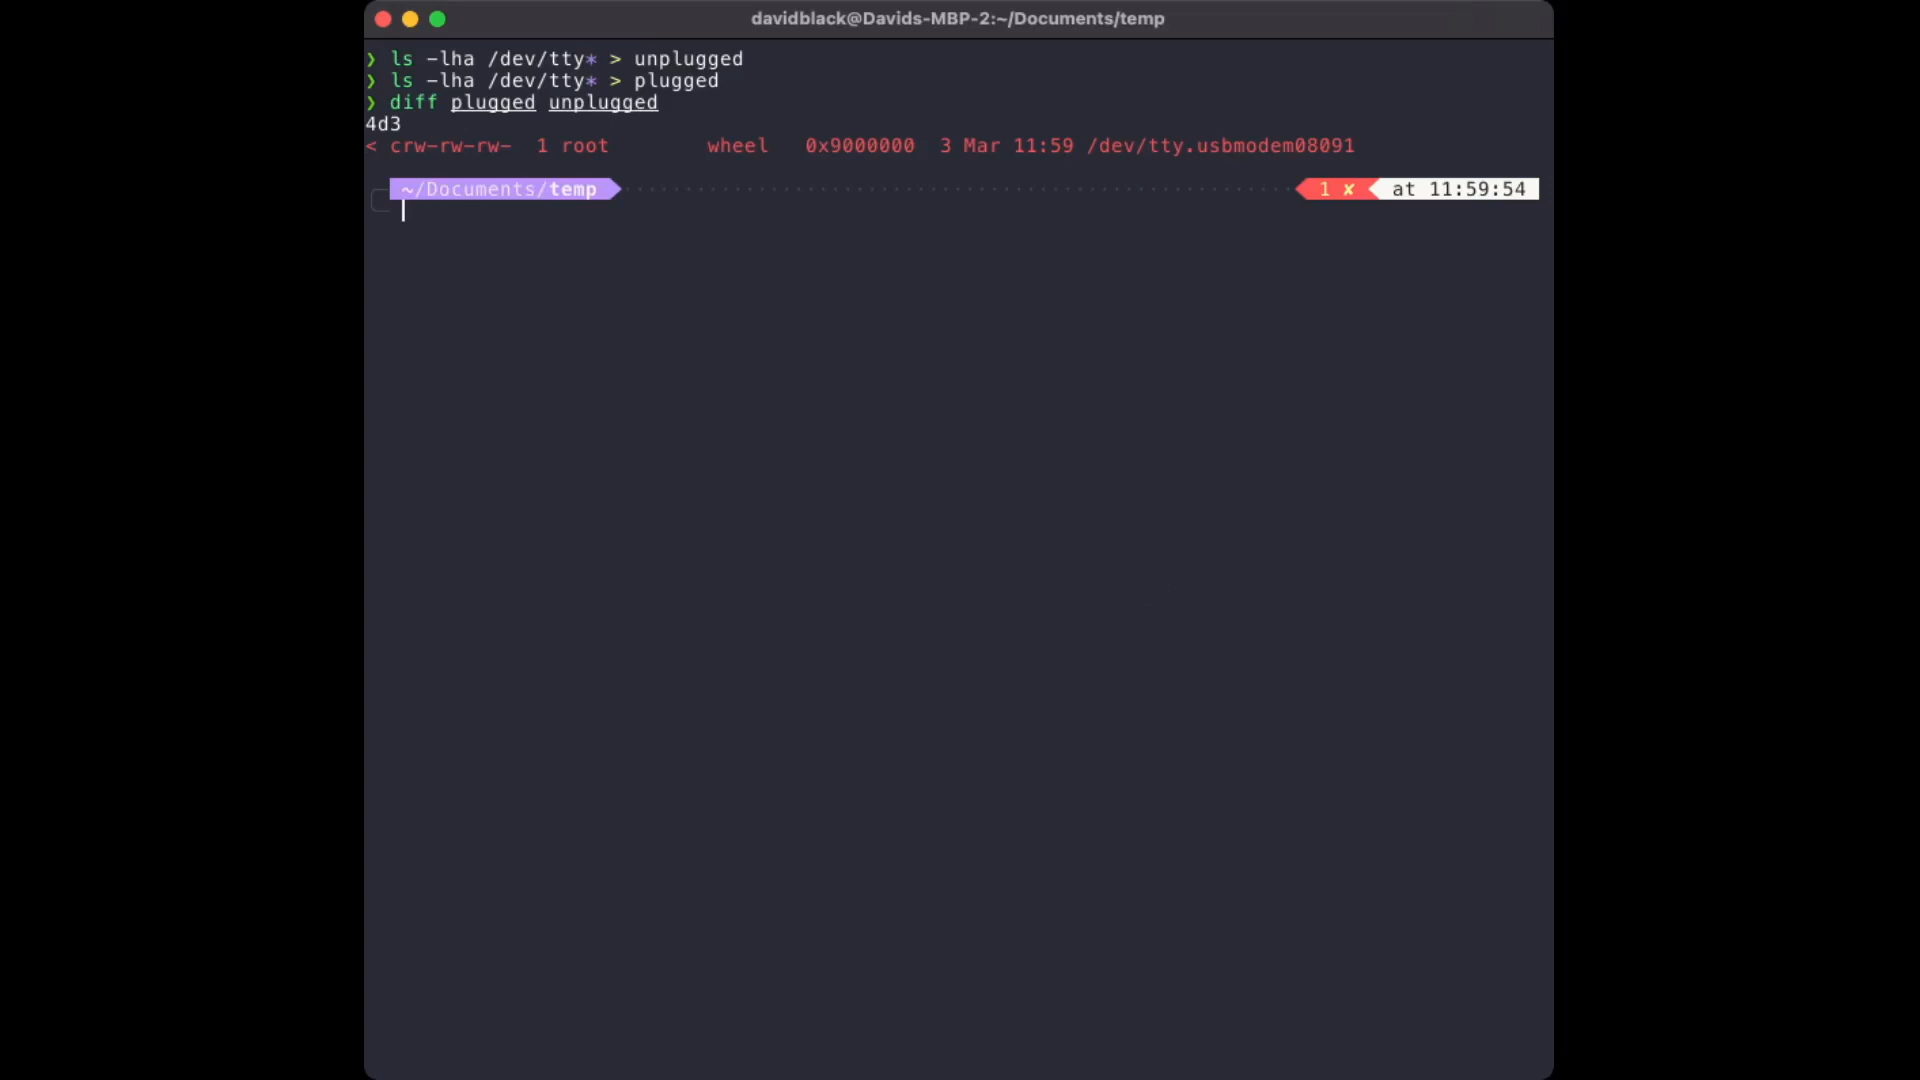 davidblack@Davids-MBP-2:~/Documents/temp
❯ ls -lha /dev/tty* > unplugged
❯ ls -lha /dev/tty* > plugged
❯ diff plugged unplugged
4d3
< crw-rw-rw-  1 root        wheel   0x9000000  3 Mar 11:59 /dev/tty.usbmodem08091
~/Documents/temp 1 ✘ at 11:59:54